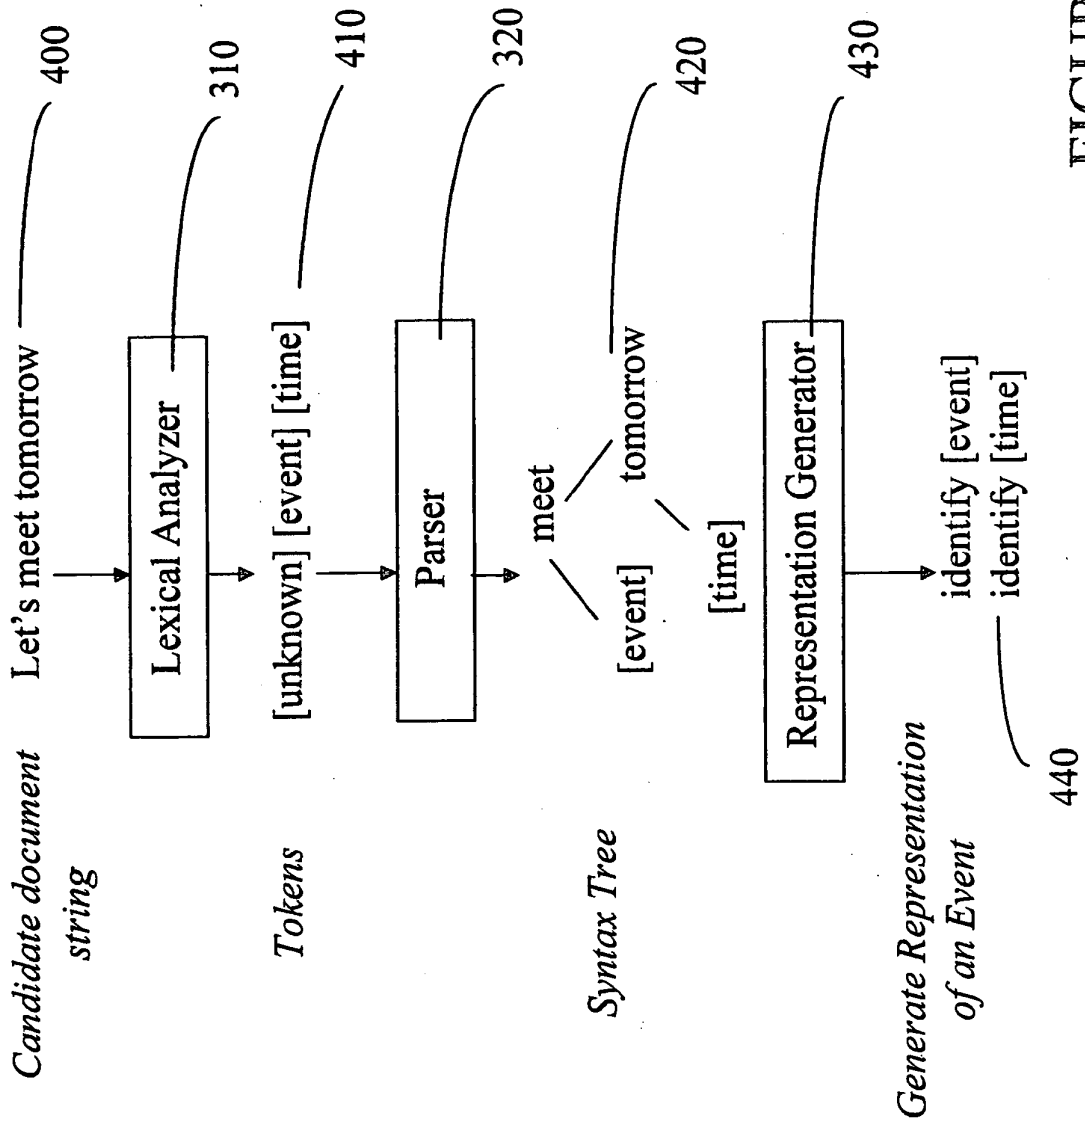 Candidate document
string
Let's meet tomorrow
400
Lexical Analyzer
310
Tokens
[unknown] [event] [time]
410
Parser
320
Syntax Tree
meet
[event]
tomorrow
420
[time]
Representation Generator
430
Generate Representation
of an Event
identify [event]
identify [time]
440